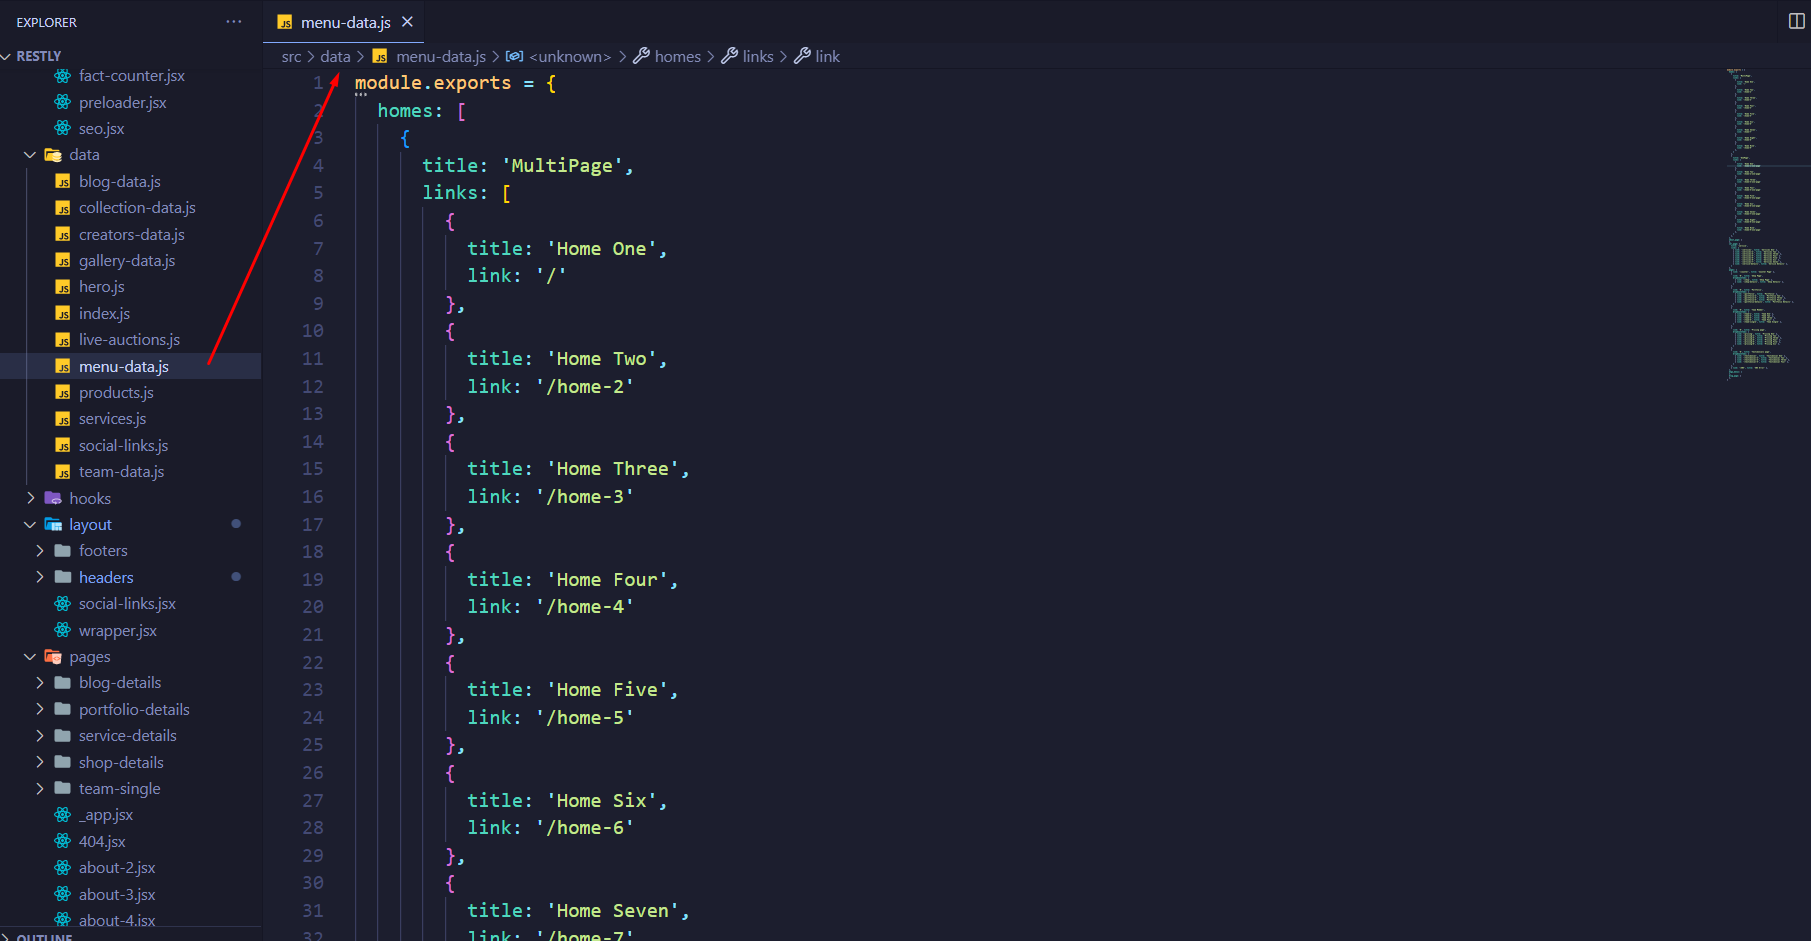 EXPLORER
RESTLY
fact-counter.jsx
preloader.jsx
seo.jsx
data
blog-data.js
collection-data.js
creators-data.js
gallery-data.js
hero.js
index.js
live-auctions.js
menu-data.js
products.js
services.js
social-links.js
team-data.js
hooks
layout
footers
headers
social-links.jsx
wrapper.jsx
pages
blog-details
portfolio-details
service-details
shop-details
team-single
_app.jsx
404.jsx
about-2.jsx
about-3.jsx
about-4.jsx
OUTLINE
menu-data.js
src > data > menu-data.js > <unknown> > homes > links > link
1 module.exports = {
2 homes: [
3 {
4 title: 'MultiPage',
5 links: [
6 {
7 title: 'Home One',
8 link: '/'
9 },
10 {
11 title: 'Home Two',
12 link: '/home-2'
13 },
14 {
15 title: 'Home Three',
16 link: '/home-3'
17 },
18 {
19 title: 'Home Four',
20 link: '/home-4'
21 },
22 {
23 title: 'Home Five',
24 link: '/home-5'
25 },
26 {
27 title: 'Home Six',
28 link: '/home-6'
29 },
30 {
31 title: 'Home Seven',
32 link: '/home-7'